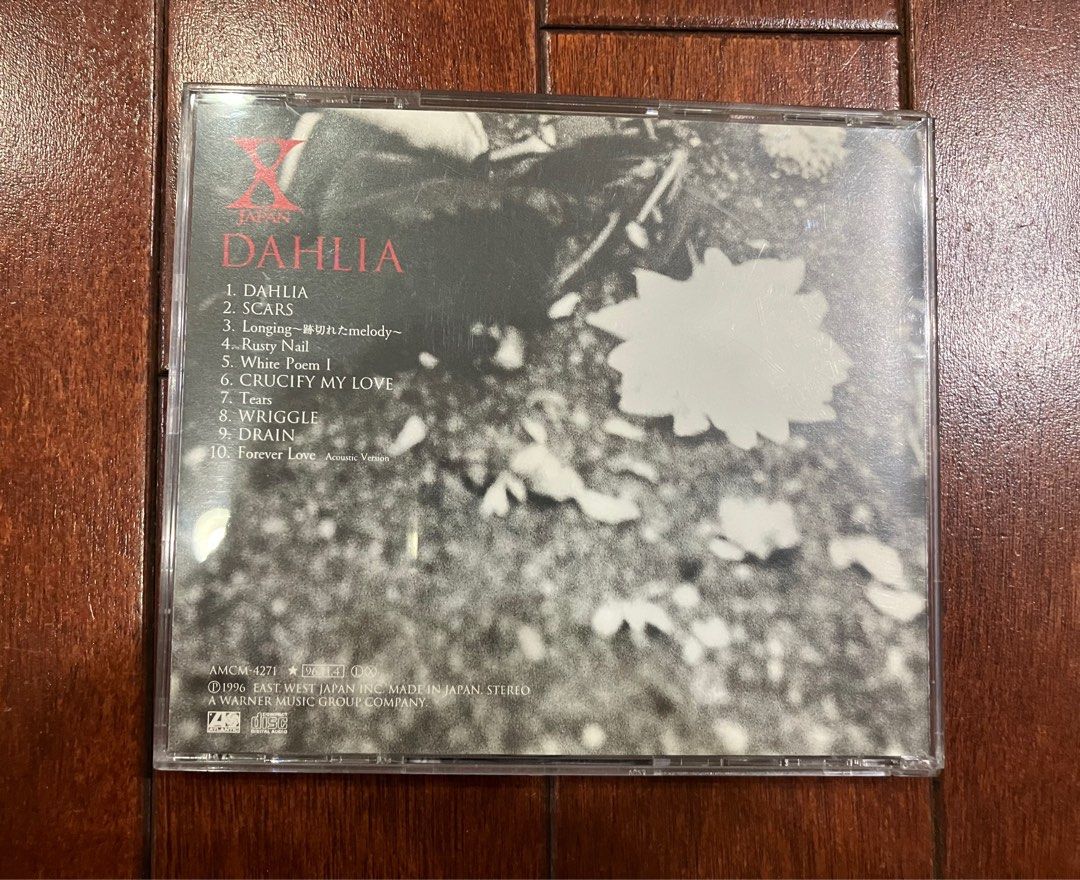 X
JAPAN
DAHLIA
1. DAHLIA
2. SCARS
3. Longing~跡切れたmelody~
4. Rusty Nail
5. White Poem I
6. CRUCIFY MY LOVE
7. Tears
8. WRIGGLE
9. DRAIN
10. Forever Love Acoustic Version
AMCM-4271 ★
℗1996 EAST WEST JAPAN INC. MADE IN JAPAN. STEREO
A WARNER MUSIC GROUP COMPANY.
ATLANTIC COMPACT disc DIGITAL AUDIO